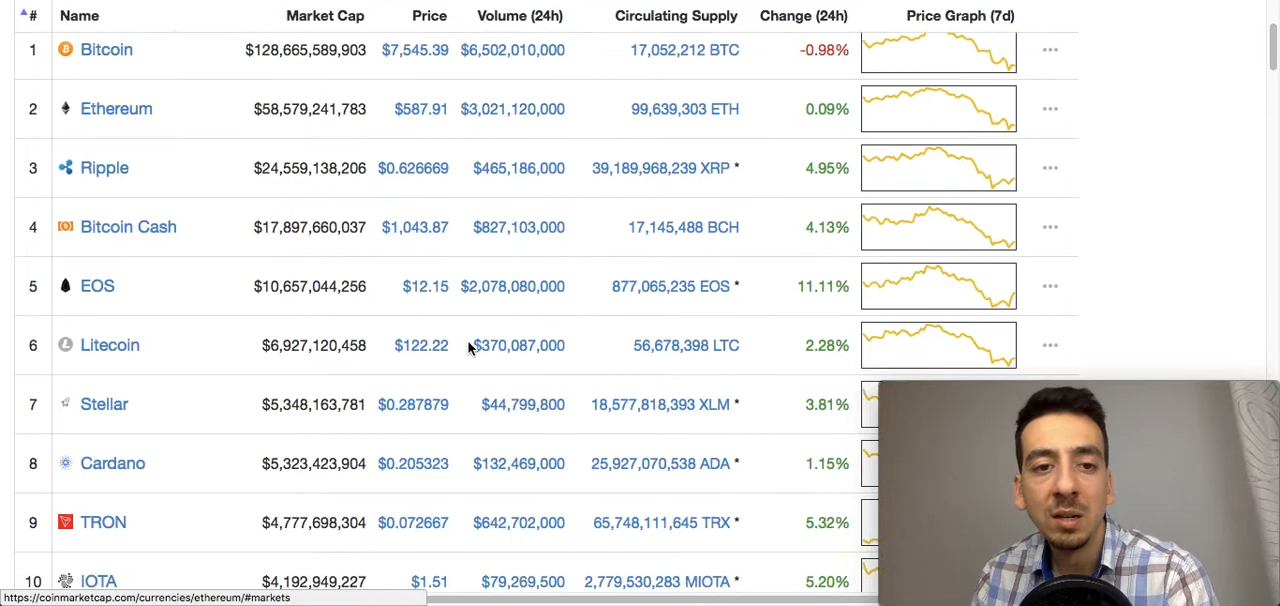 # Name Market Cap Price Volume (24h) Circulating Supply Change (24h) Price Graph (7d)
1 Bitcoin $128,665,589,903 $7,545.39 $6,502,010,000 17,052,212 BTC -0.98%
2 Ethereum $58,579,241,783 $587.91 $3,021,120,000 99,639,303 ETH 0.09%
3 Ripple $24,559,138,206 $0.626669 $465,186,000 39,189,968,239 XRP * 4.95%
4 Bitcoin Cash $17,897,660,037 $1,043.87 $827,103,000 17,145,488 BCH 4.13%
5 EOS $10,657,044,256 $12.15 $2,078,080,000 877,065,235 EOS * 11.11%
6 Litecoin $6,927,120,458 $122.22 $370,087,000 56,678,398 LTC 2.28%
7 Stellar $5,348,163,781 $0.287879 $44,799,800 18,577,818,393 XLM * 3.81%
8 Cardano $5,323,423,904 $0.205323 $132,469,000 25,927,070,538 ADA * 1.15%
9 TRON $4,777,698,304 $0.072667 $642,702,000 65,748,111,645 TRX * 5.32%
10 IOTA $4,192,949,227 $1.51 $79,269,500 2,779,530,283 MIOTA * 5.20%
https://coinmarketcap.com/currencies/ethereum/#markets